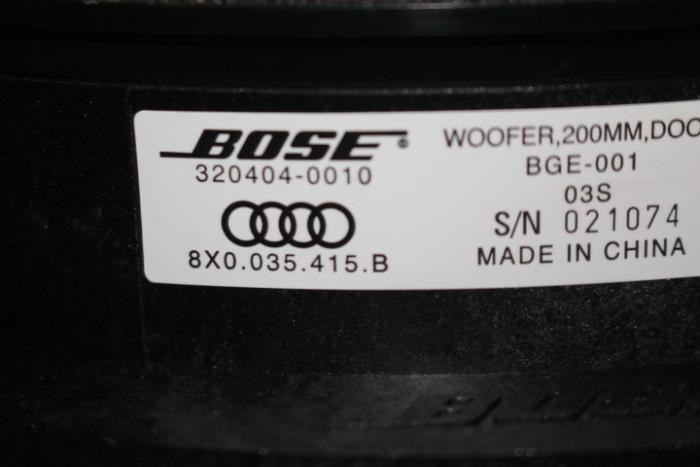 BOSE®
320404-0010
8X0.035.415.B
WOOFER,200MM,DOO
BGE-001
03S
S/N 021074
MADE IN CHINA